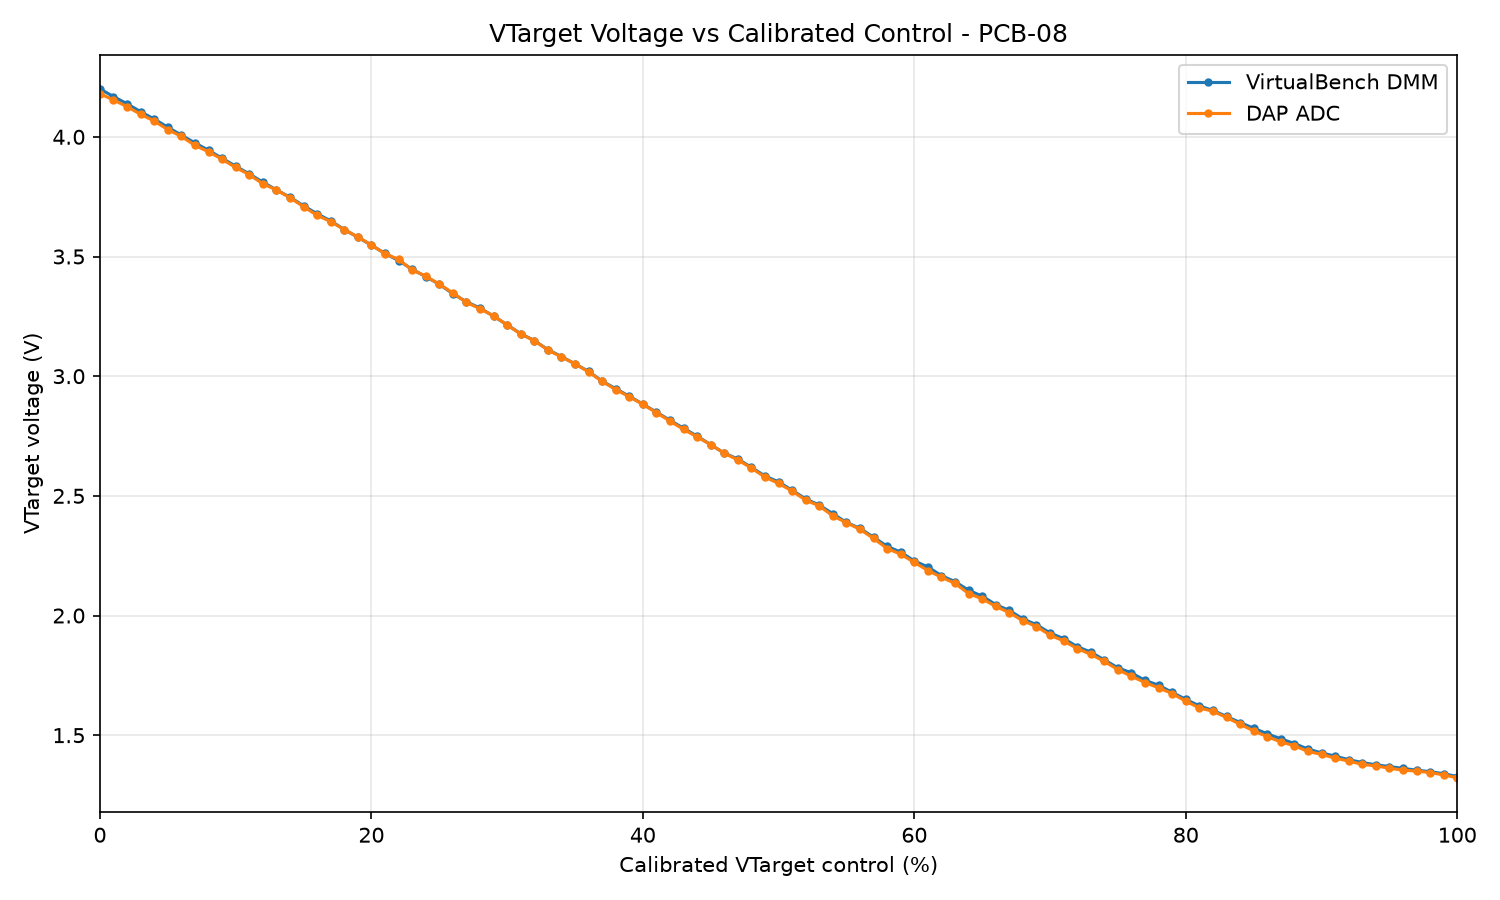 VTarget Voltage vs Calibrated Control - PCB-08
VirtualBench DMM
DAP ADC
VTarget voltage (V)
4.0
3.5
3.0
2.5
2.0
1.5
0 20 40 60 80 100
Calibrated VTarget control (%)